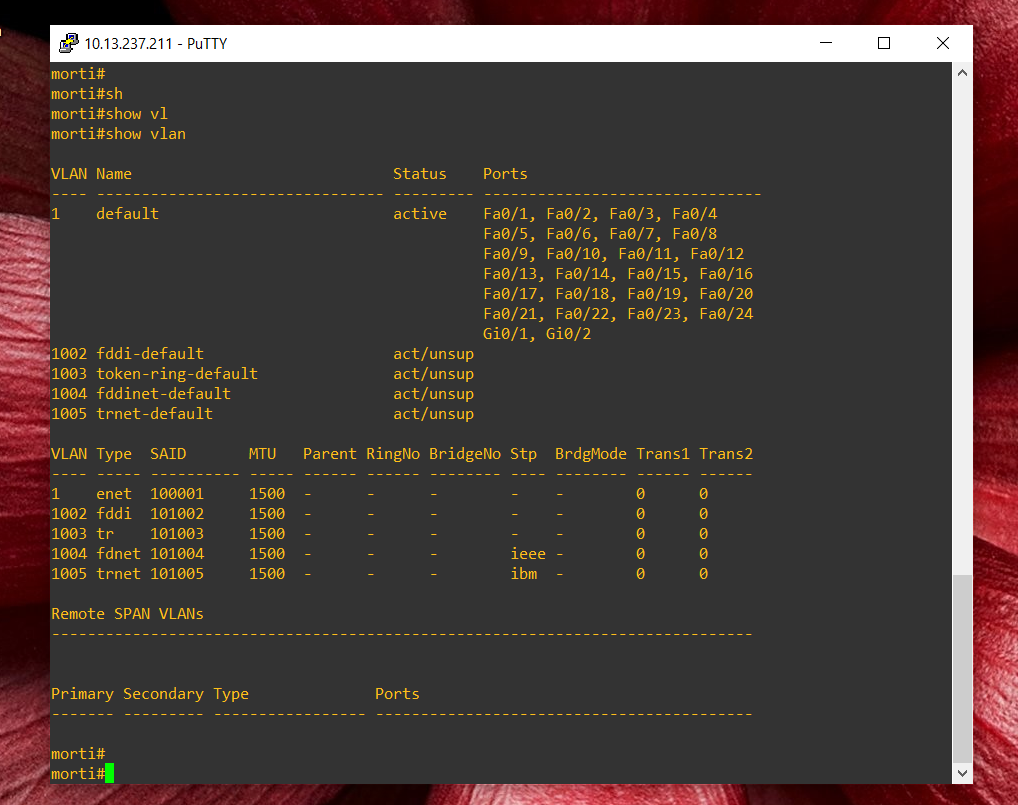 10.13.237.211 - PuTTY
morti#
morti#sh
morti#show vl
morti#show vlan
VLAN Name                             Status    Ports
---- -------------------------------- --------- -------------------------------
1    default                          active    Fa0/1, Fa0/2, Fa0/3, Fa0/4
                                                Fa0/5, Fa0/6, Fa0/7, Fa0/8
                                                Fa0/9, Fa0/10, Fa0/11, Fa0/12
                                                Fa0/13, Fa0/14, Fa0/15, Fa0/16
                                                Fa0/17, Fa0/18, Fa0/19, Fa0/20
                                                Fa0/21, Fa0/22, Fa0/23, Fa0/24
                                                Gi0/1, Gi0/2
1002 fddi-default                     act/unsup
1003 token-ring-default               act/unsup
1004 fddinet-default                  act/unsup
1005 trnet-default                    act/unsup
VLAN Type  SAID       MTU   Parent RingNo BridgeNo Stp  BrdgMode Trans1 Trans2
---- ----- ---------- ----- ------ ------ -------- ---- -------- ------ ------
1    enet  100001     1500  -      -      -        -    -        0      0
1002 fddi  101002     1500  -      -      -        -    -        0      0
1003 tr    101003     1500  -      -      -        -    -        0      0
1004 fdnet 101004     1500  -      -      -        ieee -        0      0
1005 trnet 101005     1500  -      -      -        ibm  -        0      0
Remote SPAN VLANs
------------------------------------------------------------------------------
Primary Secondary Type              Ports
------- --------- ----------------- ------------------------------------------
morti#
morti#